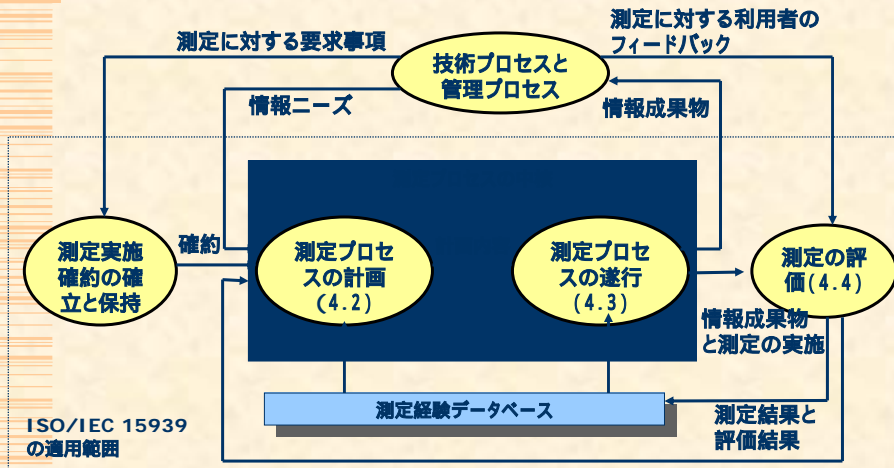 測定に対する利用者の
フィードバック
測定に対する要求事項
技術プロセスと
管理プロセス
情報ニーズ
情報成果物
測定実施
確約の確
立と保持
確約
測定プロセ
スの計画
(4.2)
測定プロセ
スの遂行
(4.3)
測定の評
価(4.4)
情報成果物
と測定の実施
測定経験データベース
測定結果と
評価結果
ISO/IEC 15939
の適用範囲